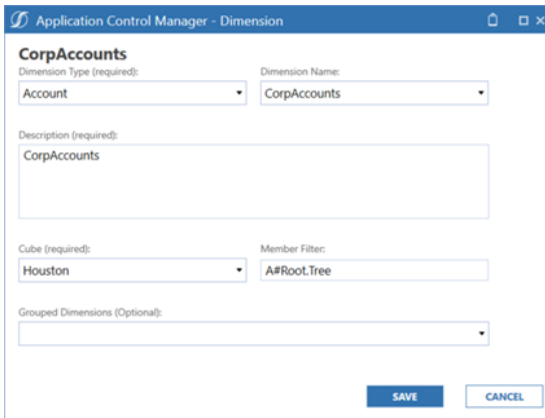 Application Control Manager - Dimension
CorpAccounts
Dimension Type (required): Dimension Name:
Account CorpAccounts
Description (required):
CorpAccounts
Cube (required): Member Filter:
Houston A#Root.Tree
Grouped Dimensions (Optional):
SAVE CANCEL